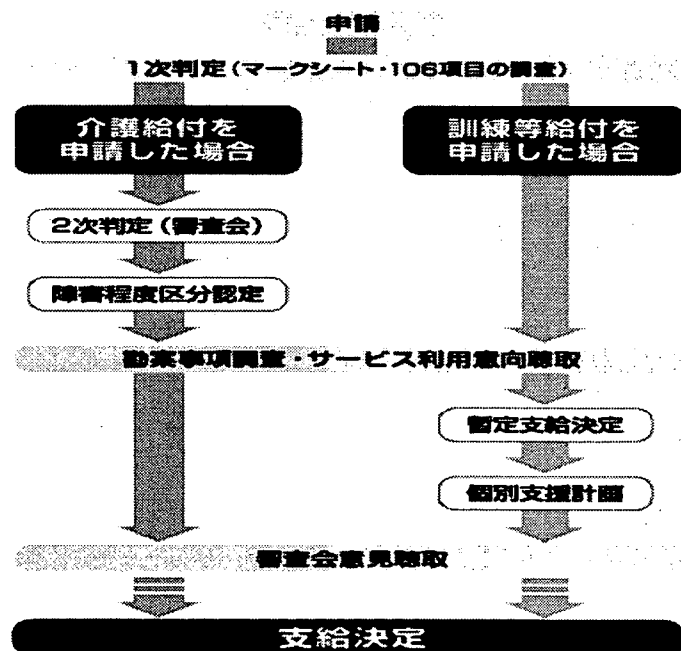 申請
1次判定(マークシート・106項目の調査)
介護給付を
申請した場合
訓練等給付を
申請した場合
2次判定(審査会)
障害程度区分認定
勘案事項調査・サービス利用意向聴取
暫定支給決定
個別支援計画
審査会意見聴取
支給決定